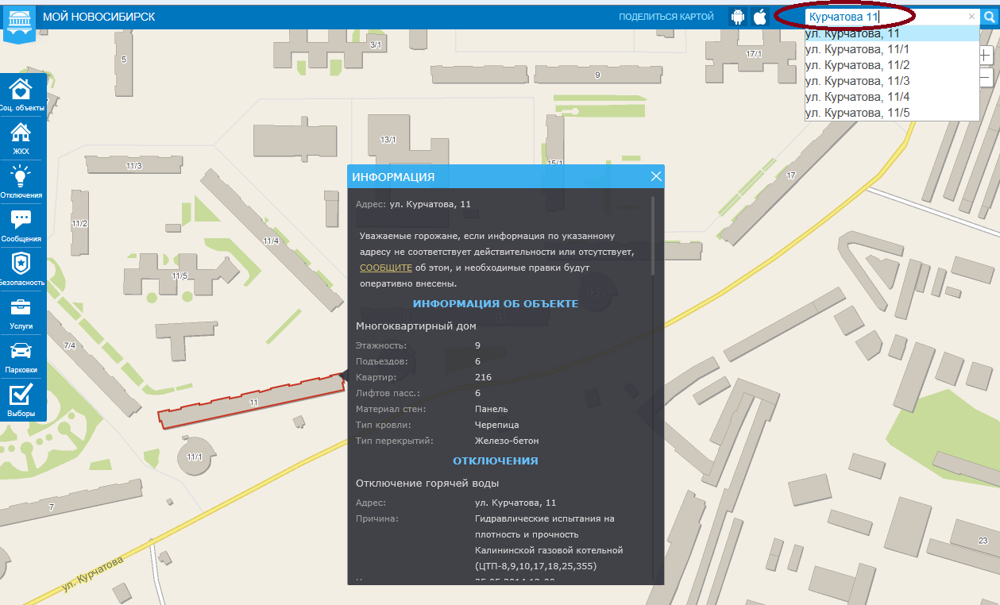 МОЙ НОВОСИБИРСК
ПОДЕЛИТЬСЯ КАРТОЙ
Курчатова 11
ул. Курчатова, 11
ул. Курчатова, 11/1
ул. Курчатова, 11/2
ул. Курчатова, 11/3
ул. Курчатова, 11/4
ул. Курчатова, 11/5
Соц. объекты
ЖКХ
Отключения
Сообщения
Безопасность
Услуги
Парковки
Выборы
5
3/1
9
17/1
13/1
15/1
17
11/3
11/2
11/4
11/5
7/4
11
11/1
7
23
ул. Курчатова
ИНФОРМАЦИЯ
Адрес: ул. Курчатова, 11
Уважаемые горожане, если информация по указанному
адресу не соответствует действительности или отсутствует,
СООБЩИТЕ об этом, и необходимые правки будут
оперативно внесены.
ИНФОРМАЦИЯ ОБ ОБЪЕКТЕ
Многоквартирный дом
Этажность: 9
Подъездов: 6
Квартир: 216
Лифтов пасс.: 6
Материал стен: Панель
Тип кровли: Черепица
Тип перекрытий: Железо-бетон
ОТКЛЮЧЕНИЯ
Отключение горячей воды
Адрес: ул. Курчатова, 11
Причина: Гидравлические испытания на
плотность и прочность
Калининской газовой котельной
(ЦТП-8,9,10,17,18,25,355)